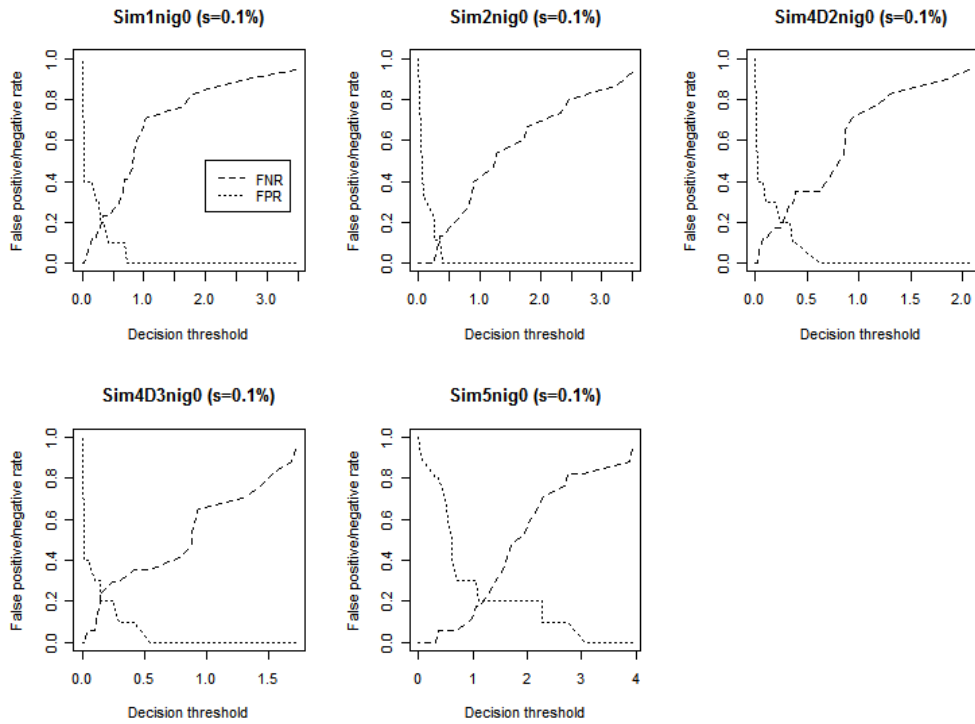 Sim1nig0 (s=0.1%)
False positive/negative rate
0.0 0.2 0.4 0.6 0.8 1.0
FNR
FPR
0.0 1.0 2.0 3.0
Decision threshold
Sim2nig0 (s=0.1%)
False positive/negative rate
0.0 0.2 0.4 0.6 0.8 1.0
0.0 1.0 2.0 3.0
Decision threshold
Sim4D2nig0 (s=0.1%)
False positive/negative rate
0.0 0.2 0.4 0.6 0.8 1.0
0.0 0.5 1.0 1.5 2.0
Decision threshold
Sim4D3nig0 (s=0.1%)
False positive/negative rate
0.0 0.2 0.4 0.6 0.8 1.0
0.0 0.5 1.0 1.5
Decision threshold
Sim5nig0 (s=0.1%)
False positive/negative rate
0.0 0.2 0.4 0.6 0.8 1.0
0 1 2 3 4
Decision threshold